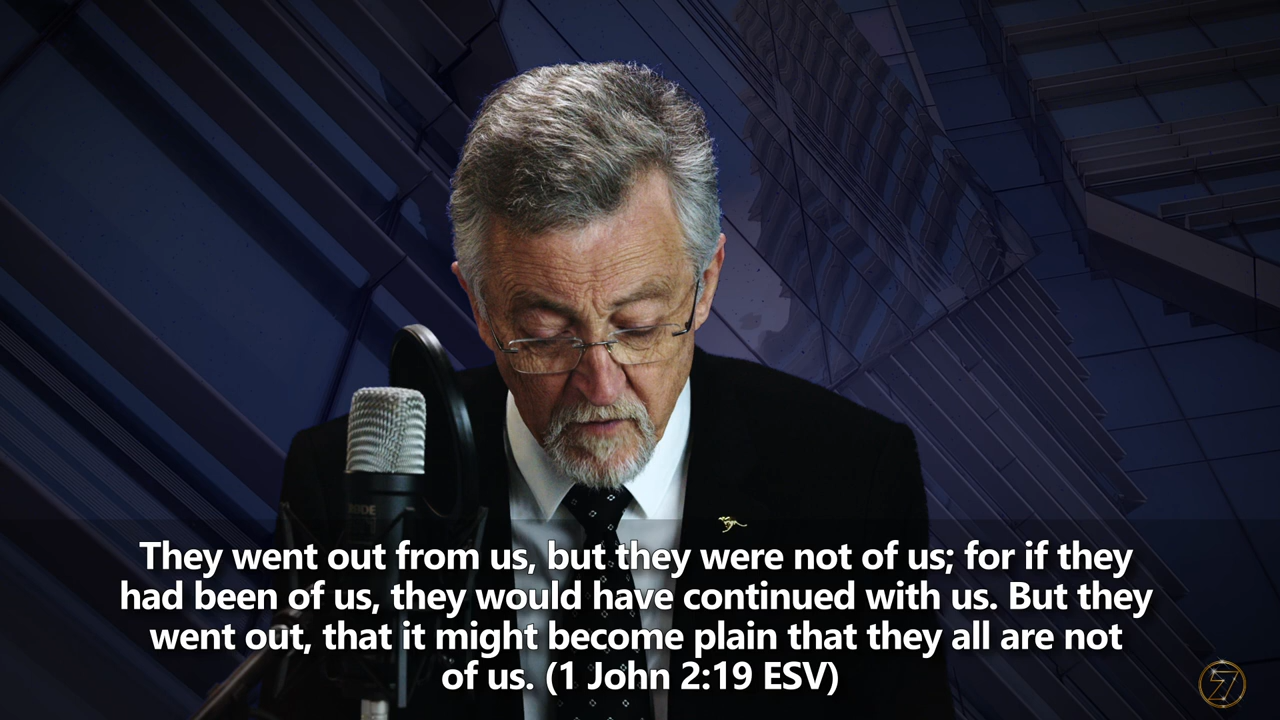 RØDE
They went out from us, but they were not of us; for if they
had been of us, they would have continued with us. But they
went out, that it might become plain that they all are not
of us. (1 John 2:19 ESV)